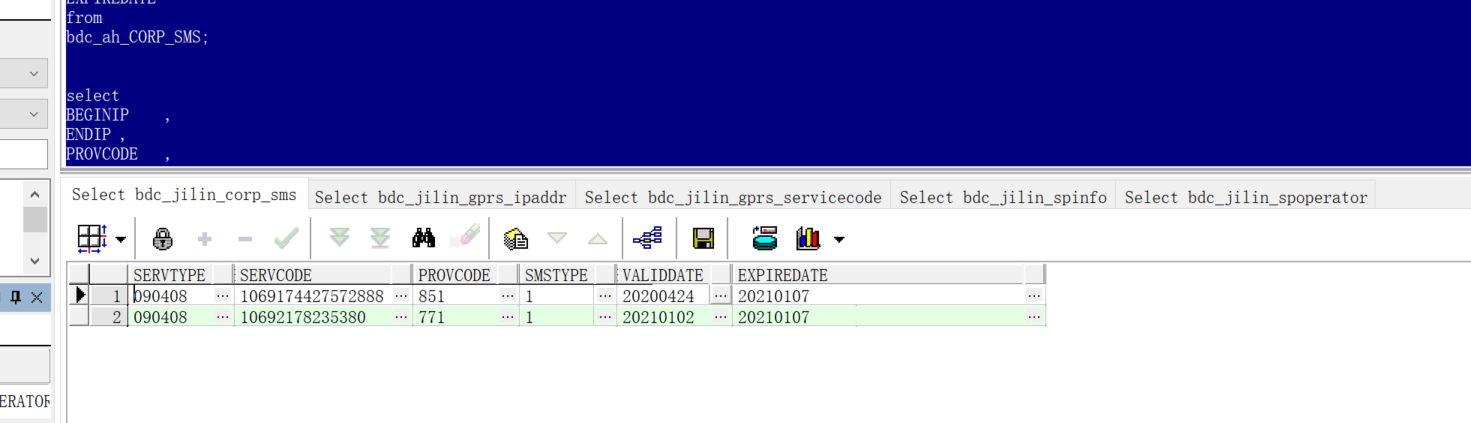 EXPIREDATE
from
bdc_ah_CORP_SMS;
select
BEGINIP ,
ENDIP ,
PROVCODE ,
Select bdc_jilin_corp_sms Select bdc_jilin_gprs_ipaddr Select bdc_jilin_gprs_servicecode Select bdc_jilin_spinfo Select bdc_jilin_spoperator
SERVTYPE SERVCODE PROVCODE SMSTYPE VALIDDATE EXPIREDATE
1 090408 ... 1069174427572888 ... 851 ... 1 ... 20200424 ... 20210107 ...
2 090408 ... 10692178235380 ... 771 ... 1 ... 20210102 ... 20210107 ...
ERATOR